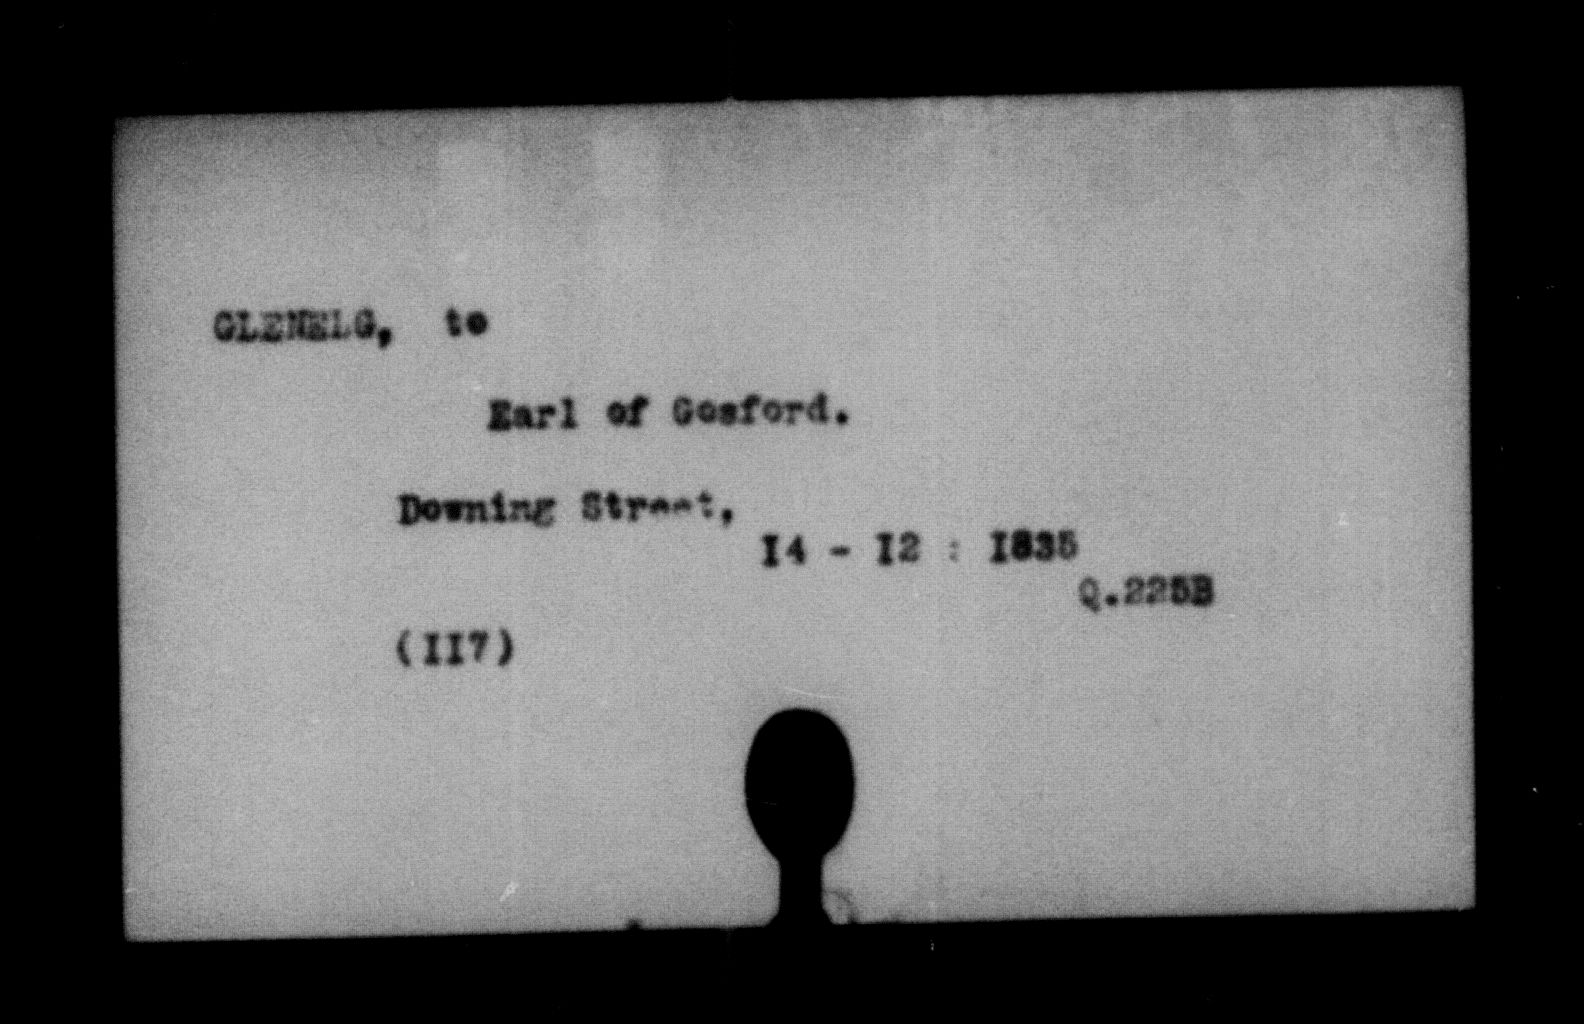 GLENELG, to
Earl of Gosford.
Downing Street,
I4 - I2 : I835
Q.225B
(II7)